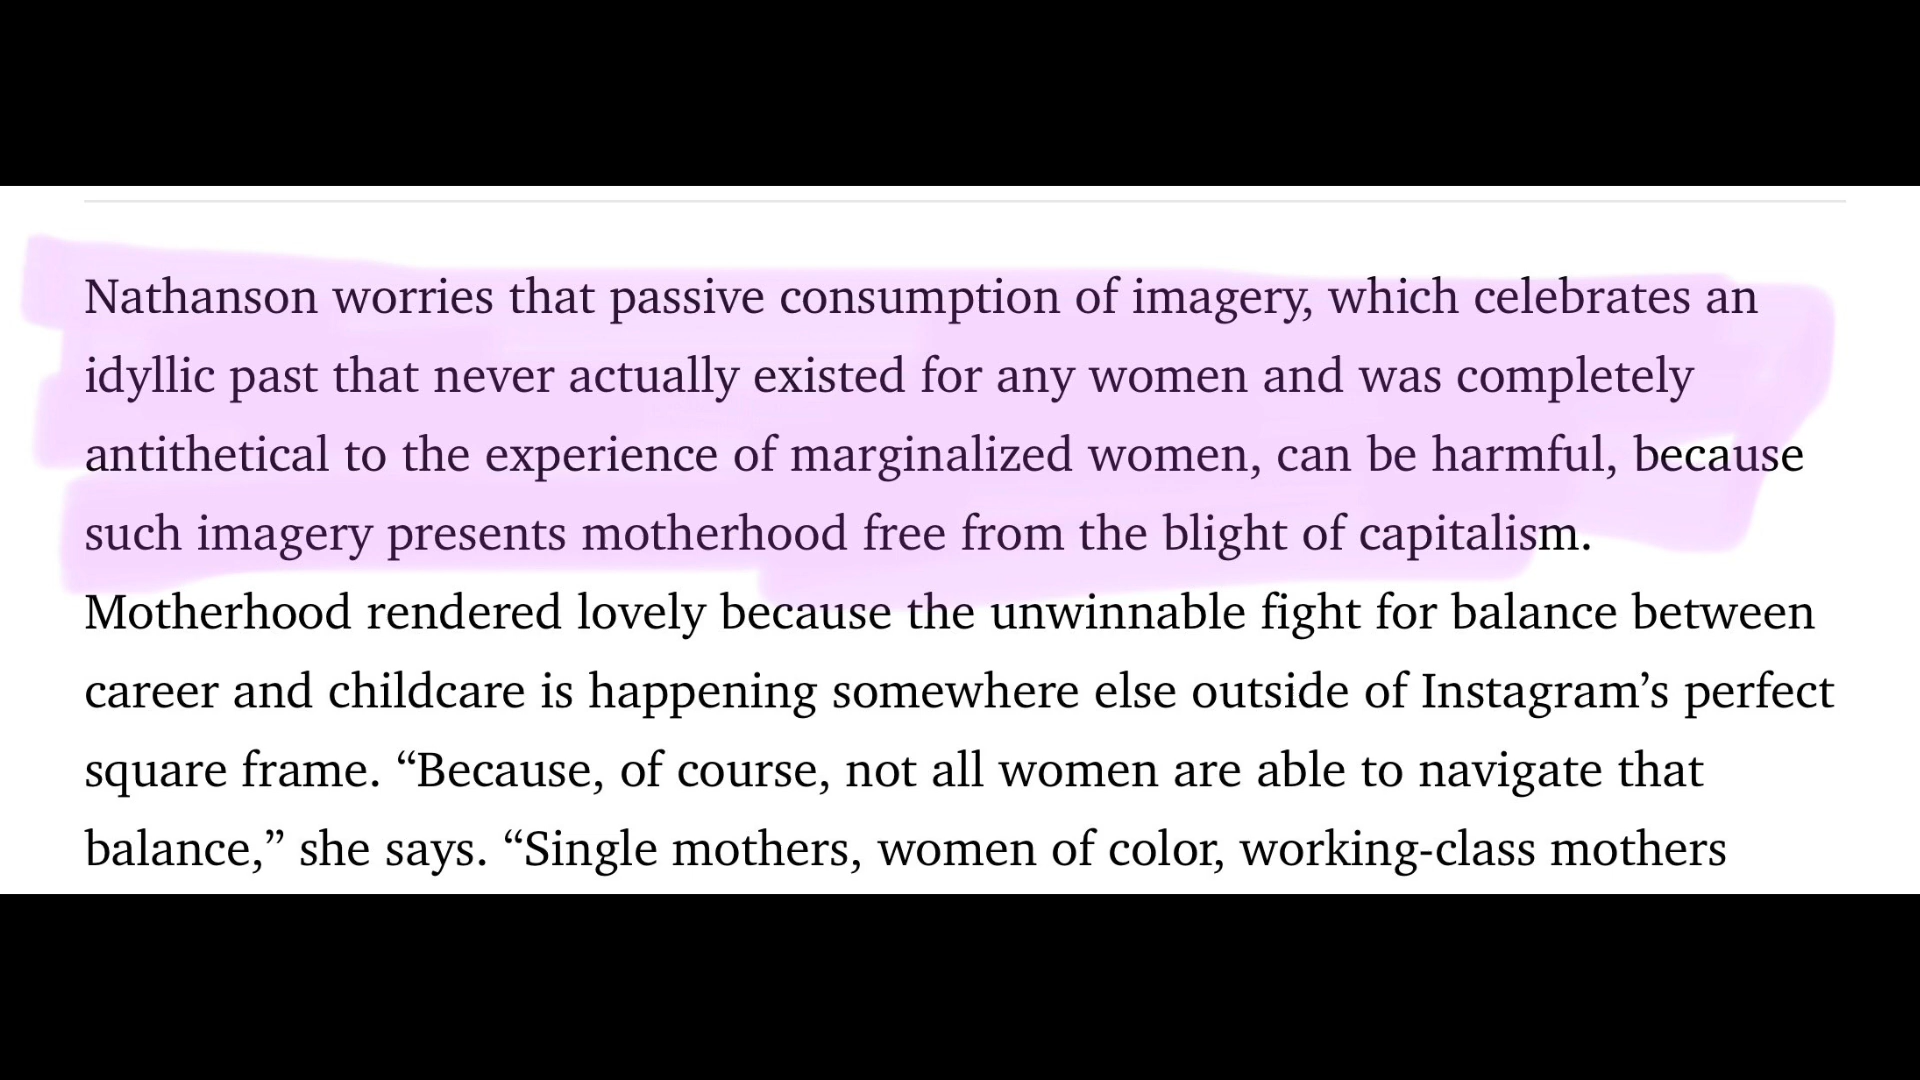 Nathanson worries that passive consumption of imagery, which celebrates an
idyllic past that never actually existed for any women and was completely
antithetical to the experience of marginalized women, can be harmful, because
such imagery presents motherhood free from the blight of capitalism.
Motherhood rendered lovely because the unwinnable fight for balance between
career and childcare is happening somewhere else outside of Instagram’s perfect
square frame. “Because, of course, not all women are able to navigate that
balance,” she says. “Single mothers, women of color, working-class mothers